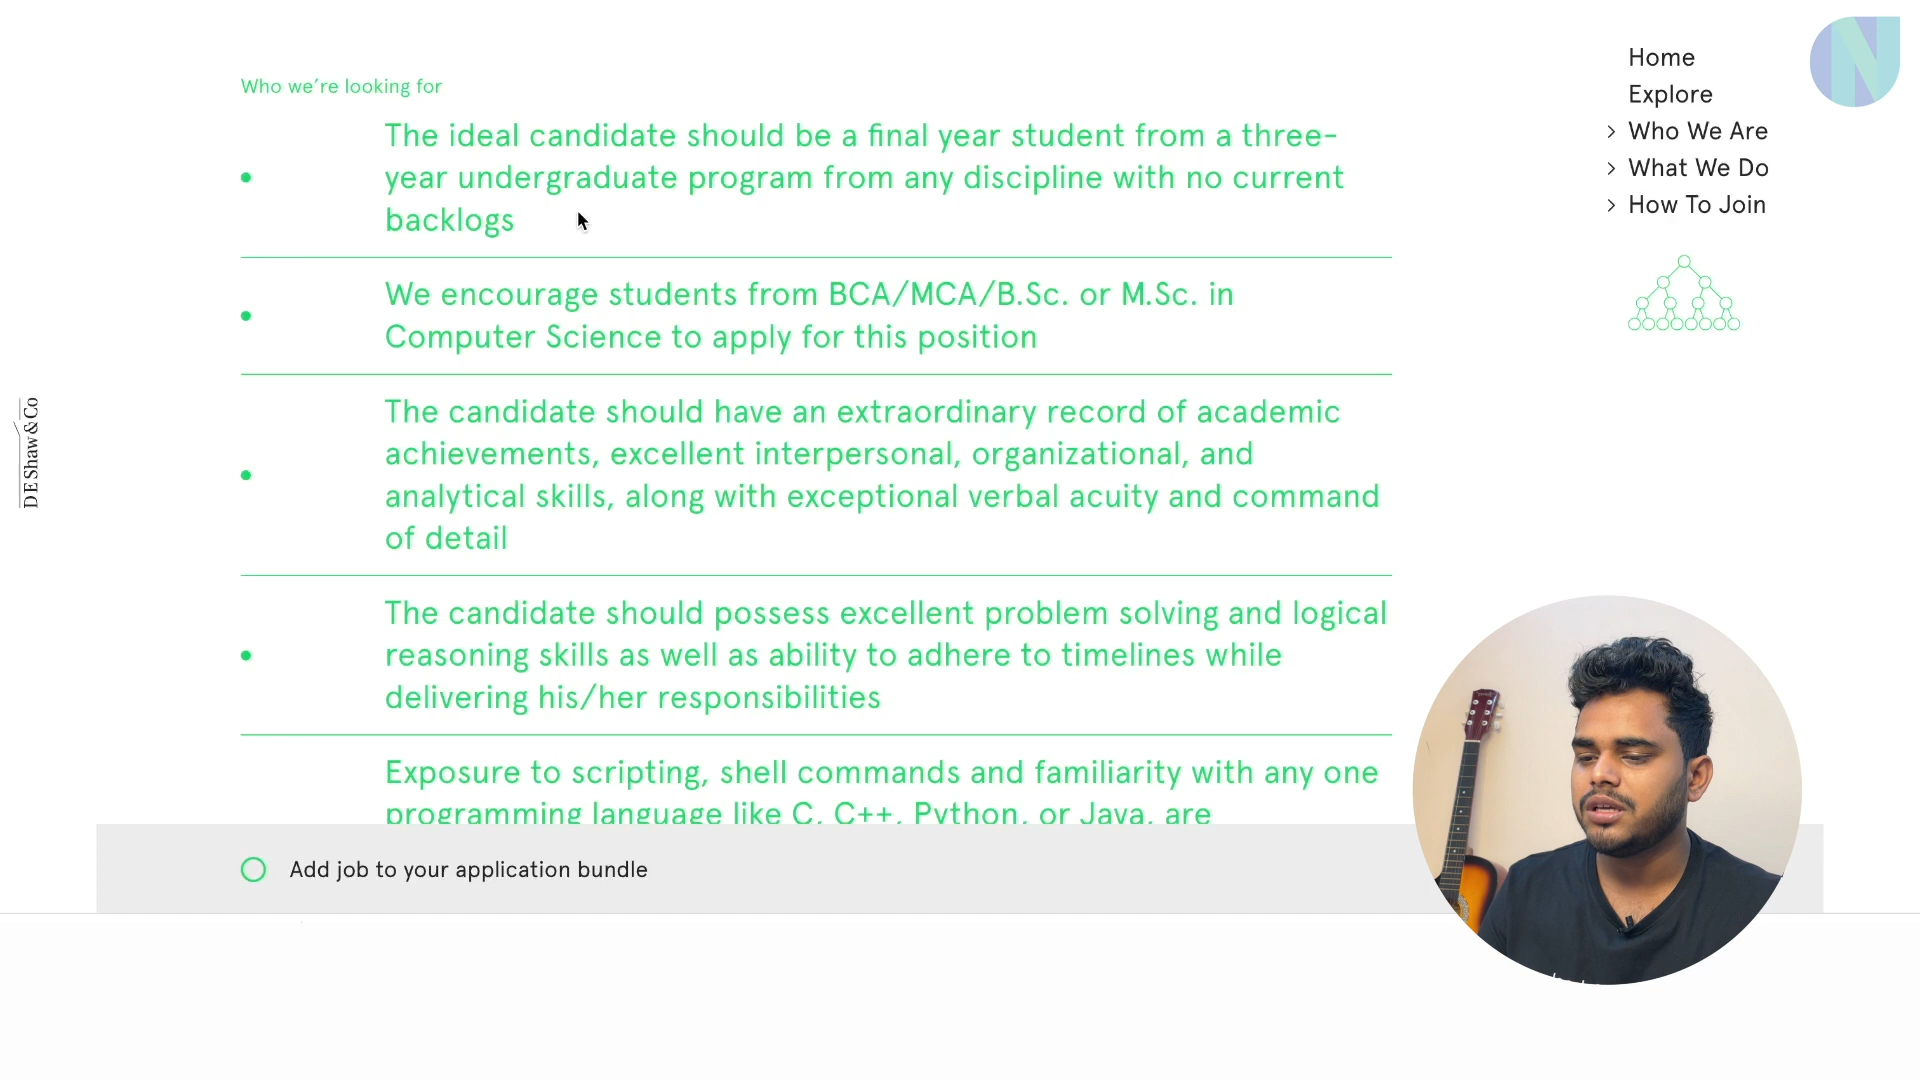 Who we're looking for
The ideal candidate should be a final year student from a three-
year undergraduate program from any discipline with no current
backlogs
We encourage students from BCA/MCA/B.Sc. or M.Sc. in
Computer Science to apply for this position
The candidate should have an extraordinary record of academic
achievements, excellent interpersonal, organizational, and
analytical skills, along with exceptional verbal acuity and command
of detail
The candidate should possess excellent problem solving and logical
reasoning skills as well as ability to adhere to timelines while
delivering his/her responsibilities
Exposure to scripting, shell commands and familiarity with any one
programming language like C, C++, Python, or Java, are
Add job to your application bundle
Home
Explore
> Who We Are
> What We Do
> How To Join
DEShaw&Co
N